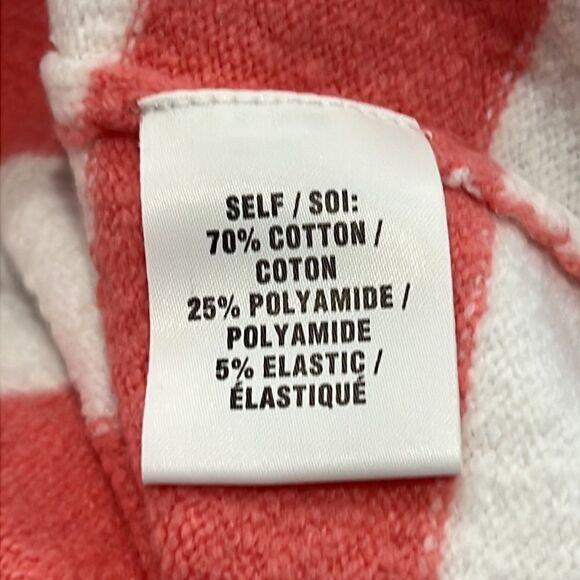 SELF / SOI:
70% COTTON /
COTON
25% POLYAMIDE /
POLYAMIDE
5% ELASTIC /
ÉLASTIQUÉ